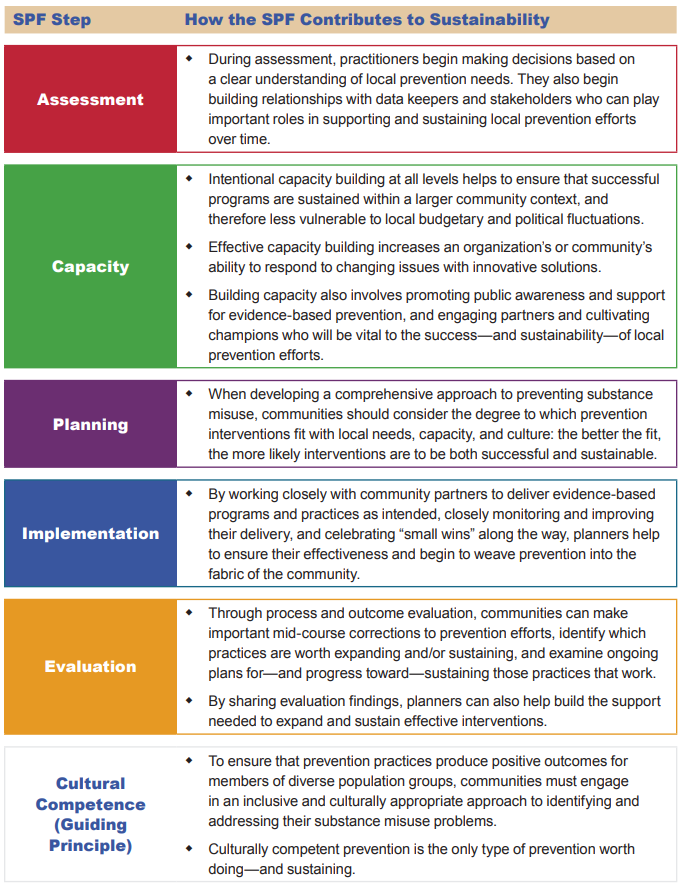 SPF Step How the SPF Contributes to Sustainability
Assessment
◆ During assessment, practitioners begin making decisions based on
a clear understanding of local prevention needs. They also begin
building relationships with data keepers and stakeholders who can play
important roles in supporting and sustaining local prevention efforts
over time.
Capacity
◆ Intentional capacity building at all levels helps to ensure that successful
programs are sustained within a larger community context, and
therefore less vulnerable to local budgetary and political fluctuations.
◆ Effective capacity building increases an organization’s or community’s
ability to respond to changing issues with innovative solutions.
◆ Building capacity also involves promoting public awareness and support
for evidence-based prevention, and engaging partners and cultivating
champions who will be vital to the success—and sustainability—of local
prevention efforts.
Planning
◆ When developing a comprehensive approach to preventing substance
misuse, communities should consider the degree to which prevention
interventions fit with local needs, capacity, and culture: the better the fit,
the more likely interventions are to be both successful and sustainable.
Implementation
◆ By working closely with community partners to deliver evidence-based
programs and practices as intended, closely monitoring and improving
their delivery, and celebrating “small wins” along the way, planners help
to ensure their effectiveness and begin to weave prevention into the
fabric of the community.
Evaluation
◆ Through process and outcome evaluation, communities can make
important mid-course corrections to prevention efforts, identify which
practices are worth expanding and/or sustaining, and examine ongoing
plans for—and progress toward—sustaining those practices that work.
◆ By sharing evaluation findings, planners can also help build the support
needed to expand and sustain effective interventions.
Cultural
Competence
(Guiding
Principle)
◆ To ensure that prevention practices produce positive outcomes for
members of diverse population groups, communities must engage
in an inclusive and culturally appropriate approach to identifying and
addressing their substance misuse problems.
◆ Culturally competent prevention is the only type of prevention worth
doing—and sustaining.